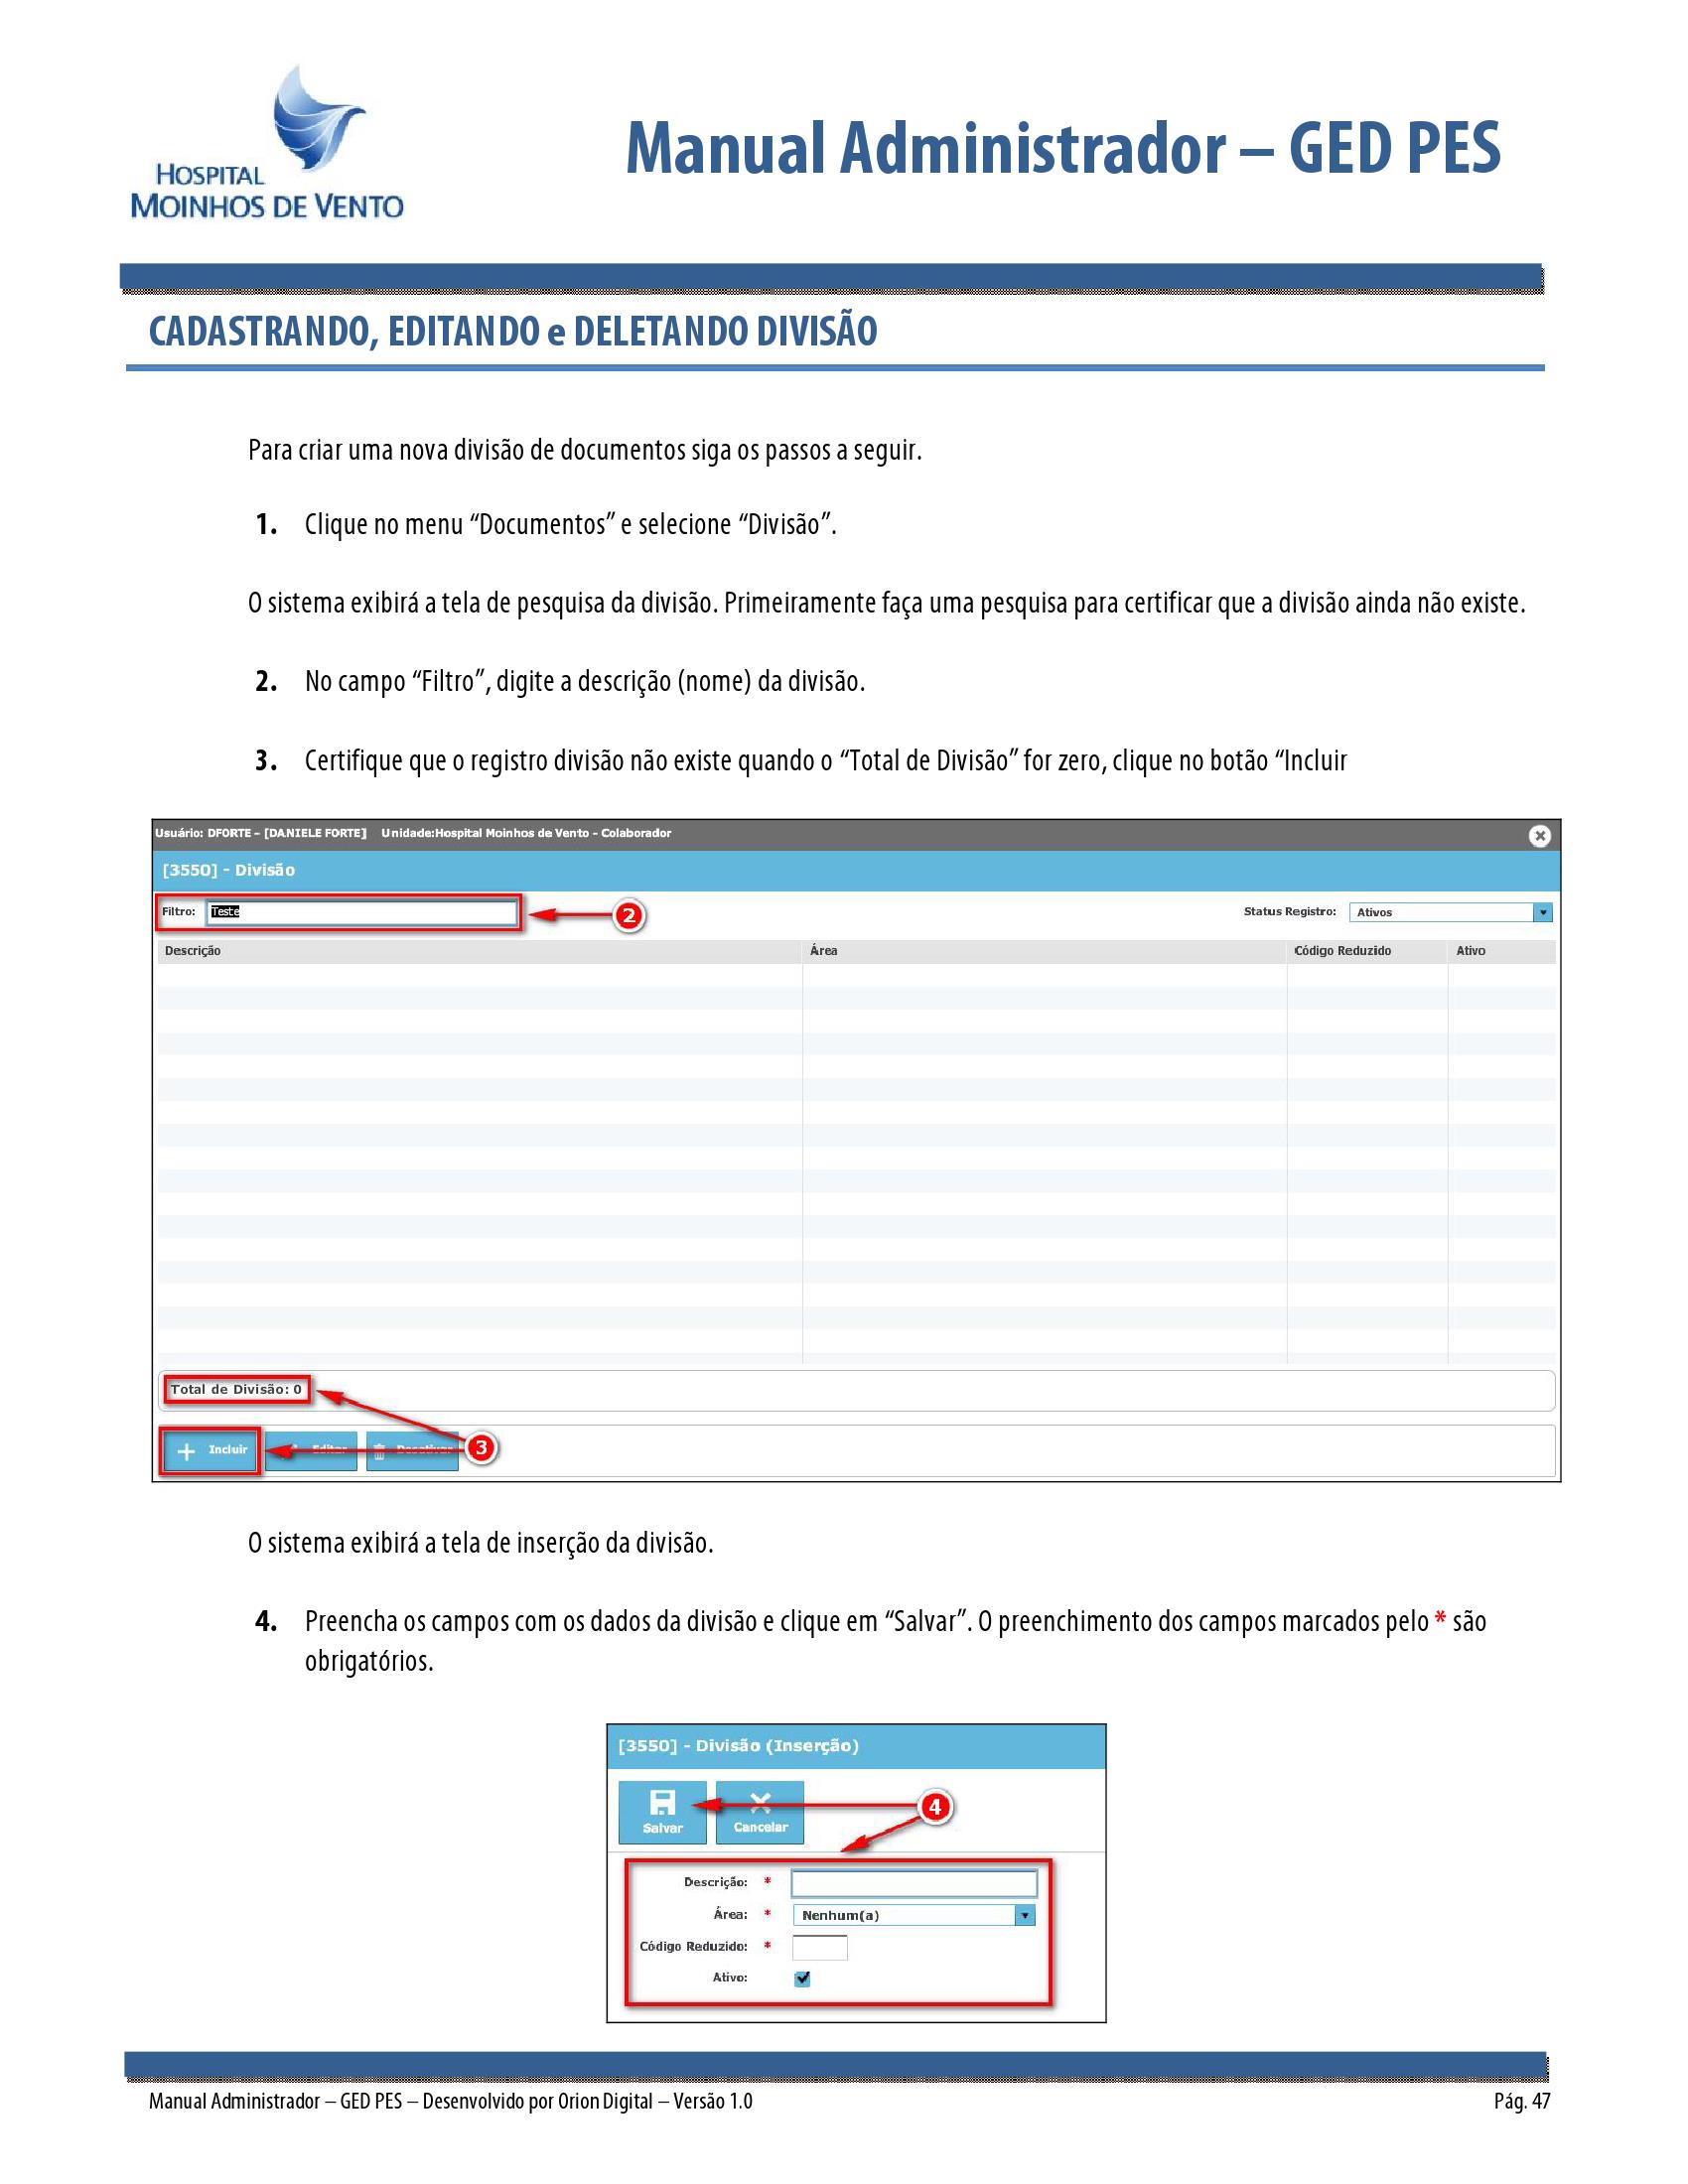 HOSPITAL
MOINHOS DE VENTO
Manual Administrador – GED PES
CADASTRANDO, EDITANDO e DELETANDO DIVISÃO
Para criar uma nova divisão de documentos siga os passos a seguir.
1. Clique no menu “Documentos” e selecione “Divisão”.
O sistema exibirá a tela de pesquisa da divisão. Primeiramente faça uma pesquisa para certificar que a divisão ainda não existe.
2. No campo “Filtro”, digite a descrição (nome) da divisão.
3. Certifique que o registro divisão não existe quando o “Total de Divisão” for zero, clique no botão “Incluir
Usuário: DFORTE – [DANIELE FORTE] Unidade:Hospital Moinhos de Vento - Colaborador
[3550] - Divisão
Filtro: Teste 2 Status Registro: Ativos
Descrição Área Código Reduzido Ativo
Total de Divisão: 0
Incluir Editar Desativar 3
O sistema exibirá a tela de inserção da divisão.
4. Preencha os campos com os dados da divisão e clique em “Salvar”. O preenchimento dos campos marcados pelo * são
obrigatórios.
[3550] - Divisão (Inserção)
Salvar Cancelar 4
Descrição: *
Área: * Nenhum(a)
Código Reduzido: *
Ativo:
Manual Administrador – GED PES – Desenvolvido por Orion Digital – Versão 1.0 Pág. 47